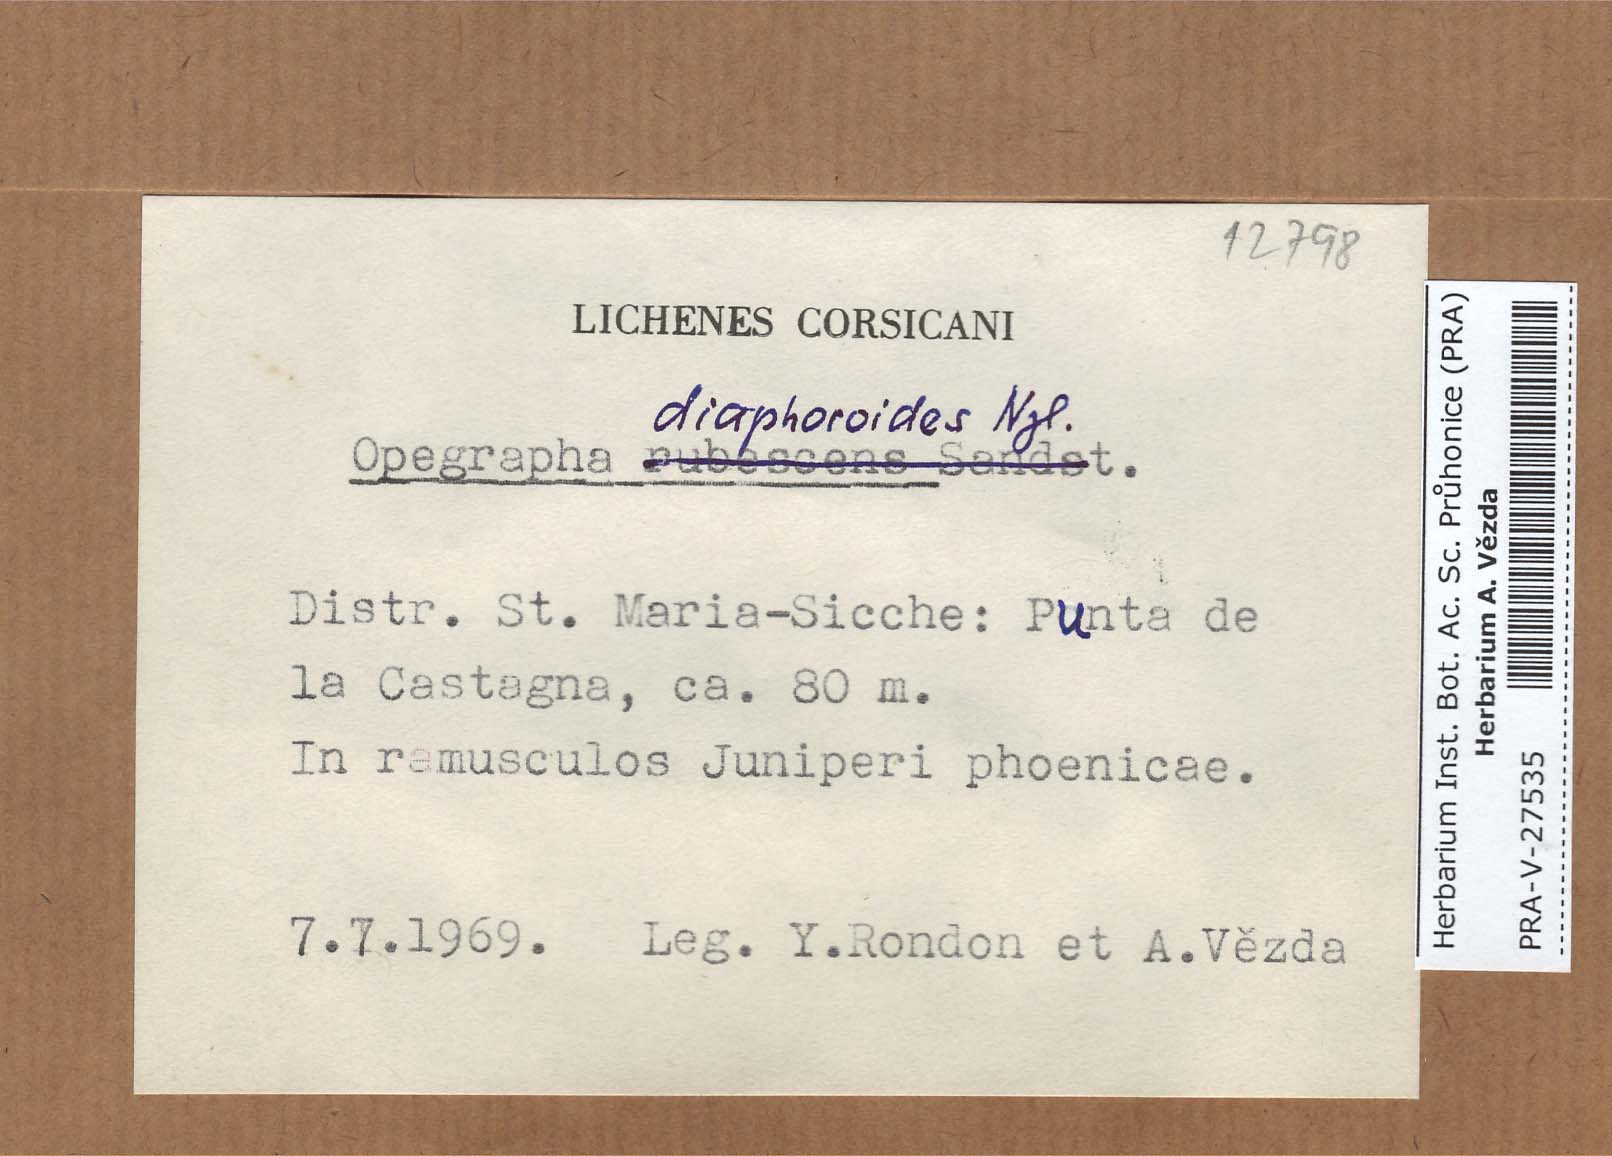 12798
LICHENES CORSICANI
diaphoroides Nyl.
Opegrapha rubescens Sandst.
Distr. St. Maria-Sicche: Punta de
la Castagna, ca. 80 m.
In ramusculos Juniperi phoenicae.
7.7.1969. Leg. Y.Rondon et A.Vězda
Herbarium Inst. Bot. Ac. Sc. Průhonice (PRA)
Herbarium A. Vězda
PRA-V-27535